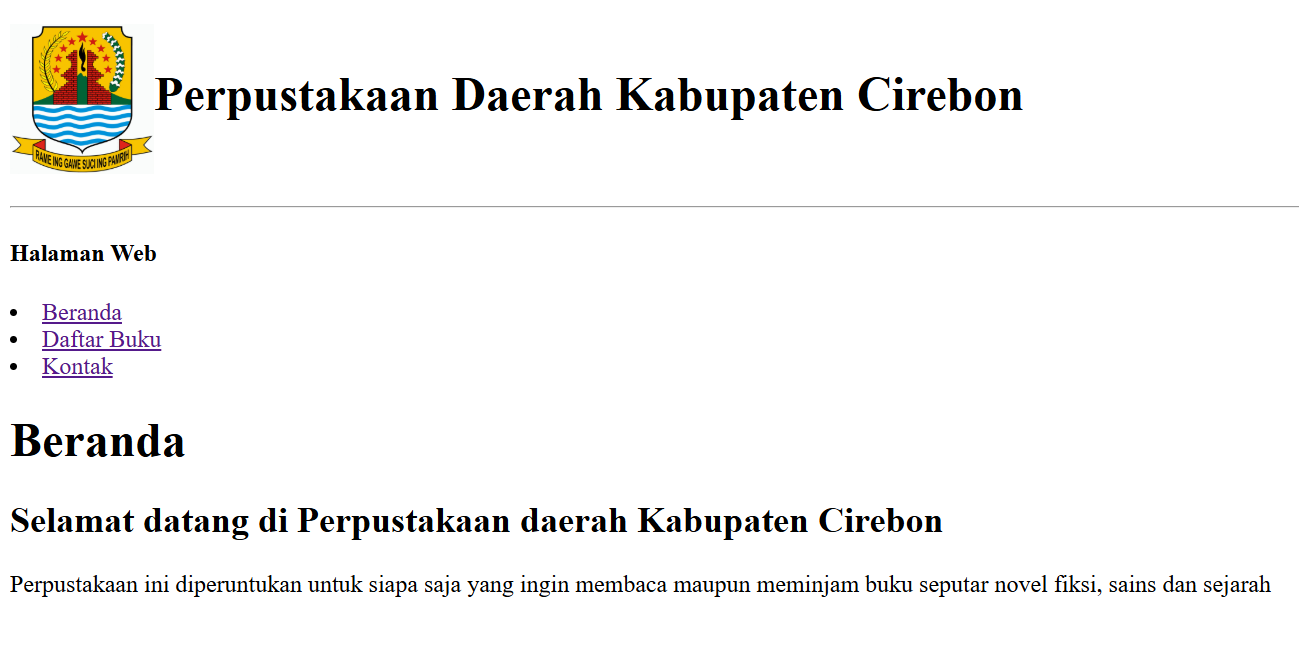 RAME ING GAWE SUCI ING PAMRIH
Perpustakaan Daerah Kabupaten Cirebon
Halaman Web
Beranda
Daftar Buku
Kontak
Beranda
Selamat datang di Perpustakaan daerah Kabupaten Cirebon
Perpustakaan ini diperuntukan untuk siapa saja yang ingin membaca maupun meminjam buku seputar novel fiksi, sains dan sejarah